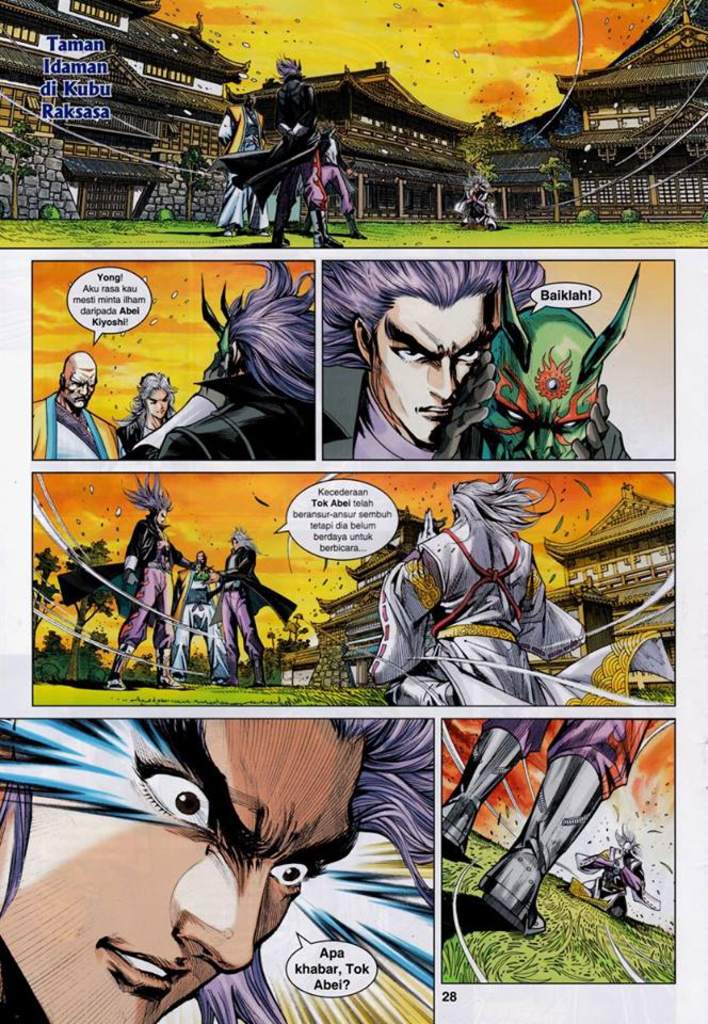 Taman
Idaman
di Kubu
Raksasa
Yong!
Aku rasa kau
mesti minta ilham
daripada Abei
Kiyoshi!
Baiklah!
Kecederaan
Tok Abei telah
beransur-ansur sembuh
tetapi dia belum
berdaya untuk
berbicara...
Apa
khabar, Tok
Abei?
28